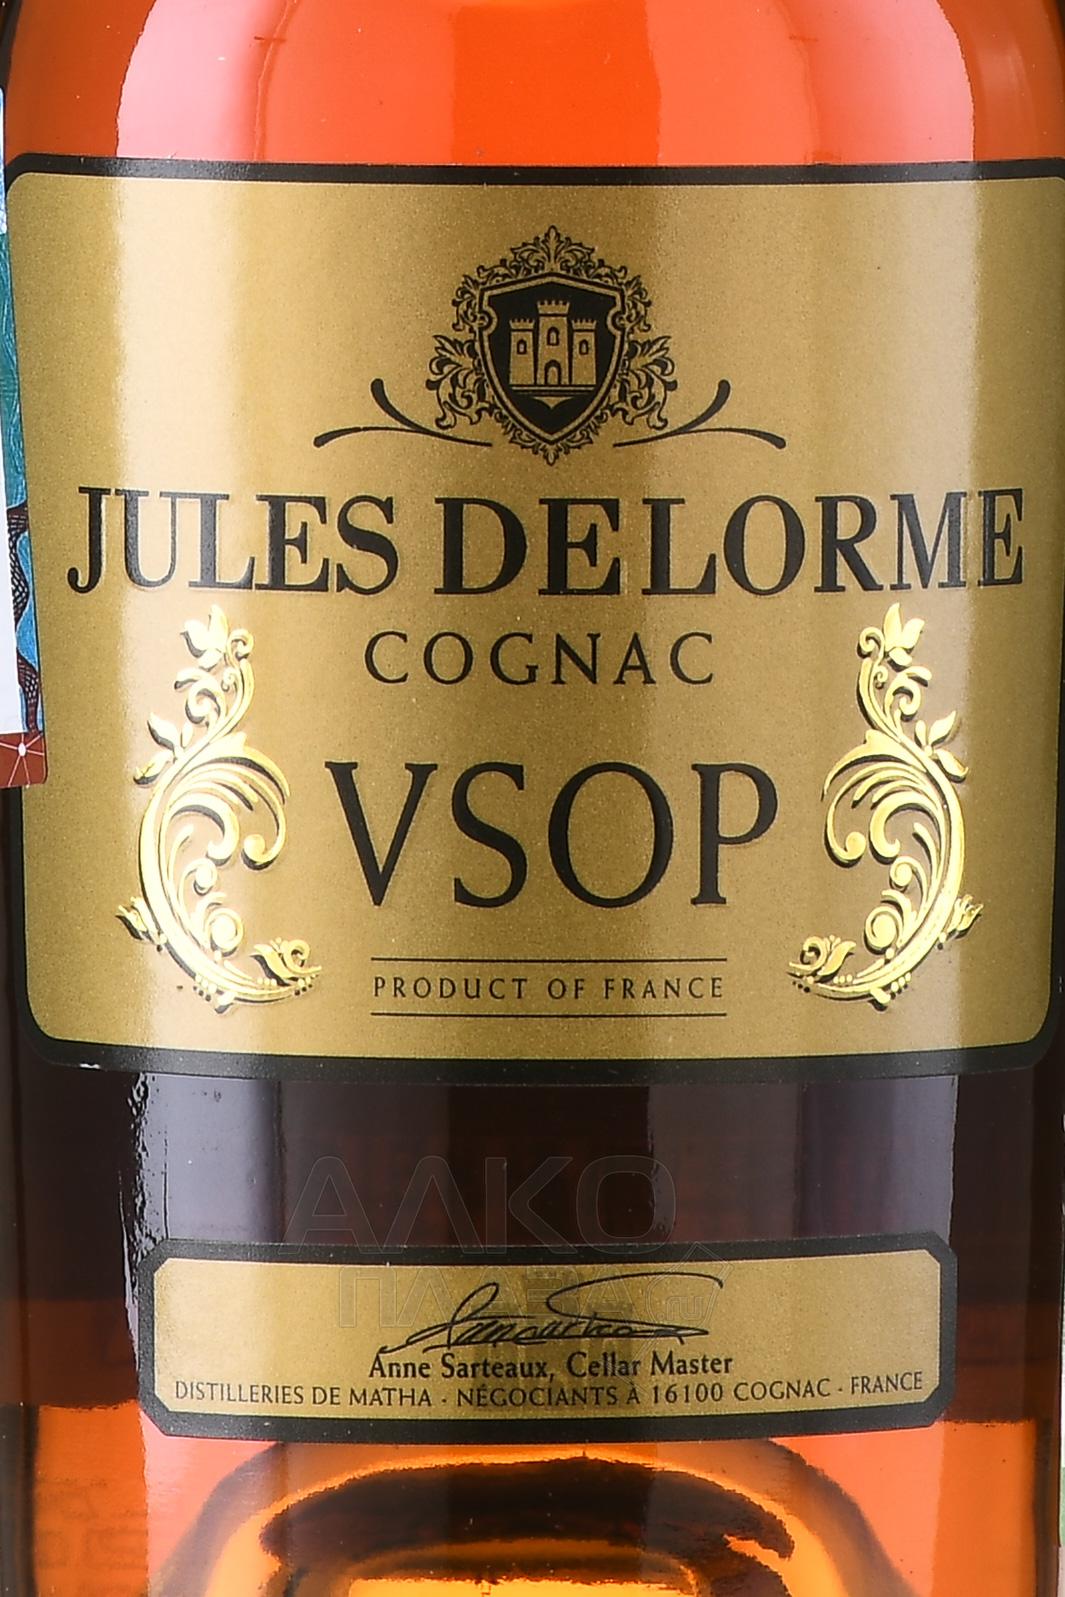 JULES DELORME
COGNAC
VSOP
PRODUCT OF FRANCE
АЛКО
ПЛАЗА.ru
Anne Sarteaux, Cellar Master
DISTILLERIES DE MATHA - NÉGOCIANTS À 16100 COGNAC - FRANCE